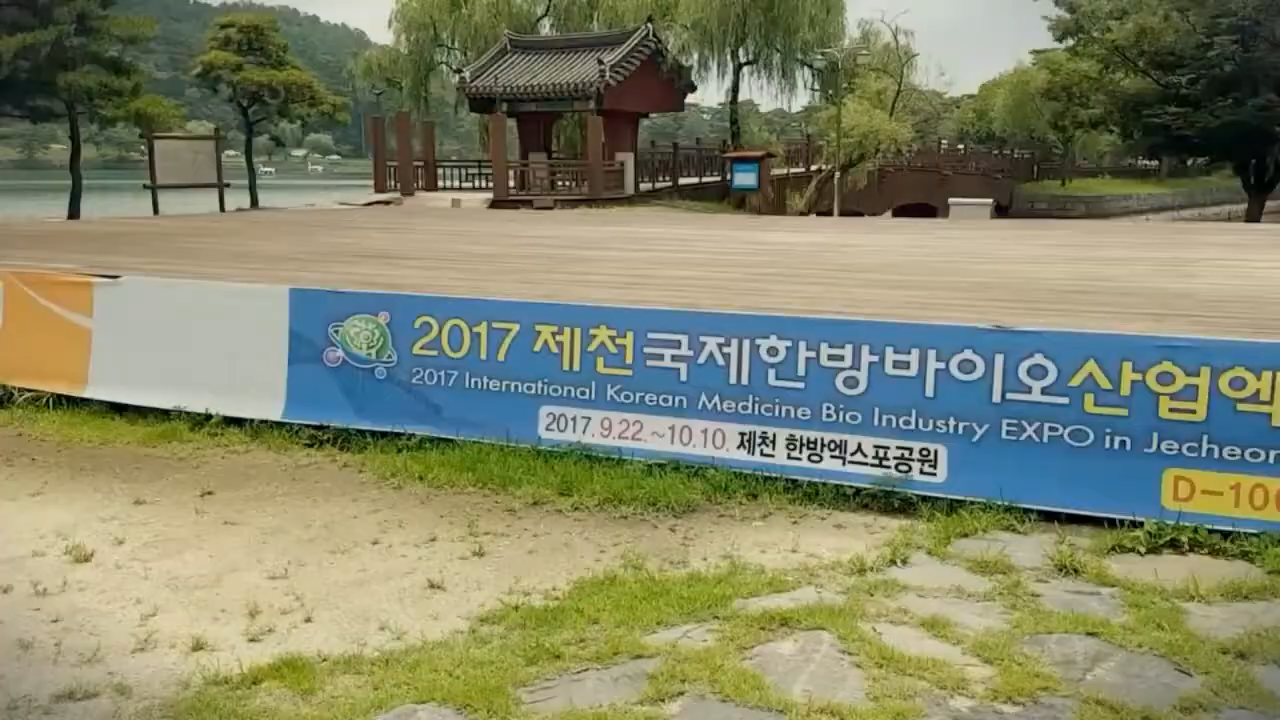 2017 제천국제한방바이오산업엑
2017 International Korean Medicine Bio Industry EXPO in Jecheon
2017.9.22.~10.10. 제천 한방엑스포공원
D-100